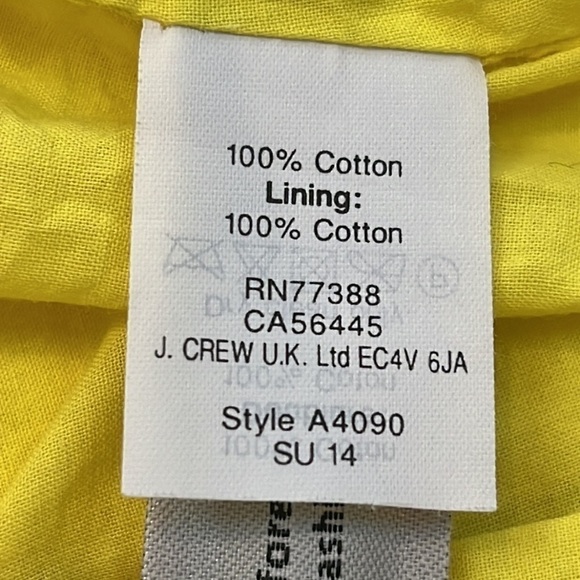 100% Cotton
Lining:
100% Cotton
RN77388
CA56445
J. CREW U.K. Ltd EC4V 6JA
Style A4090
SU 14